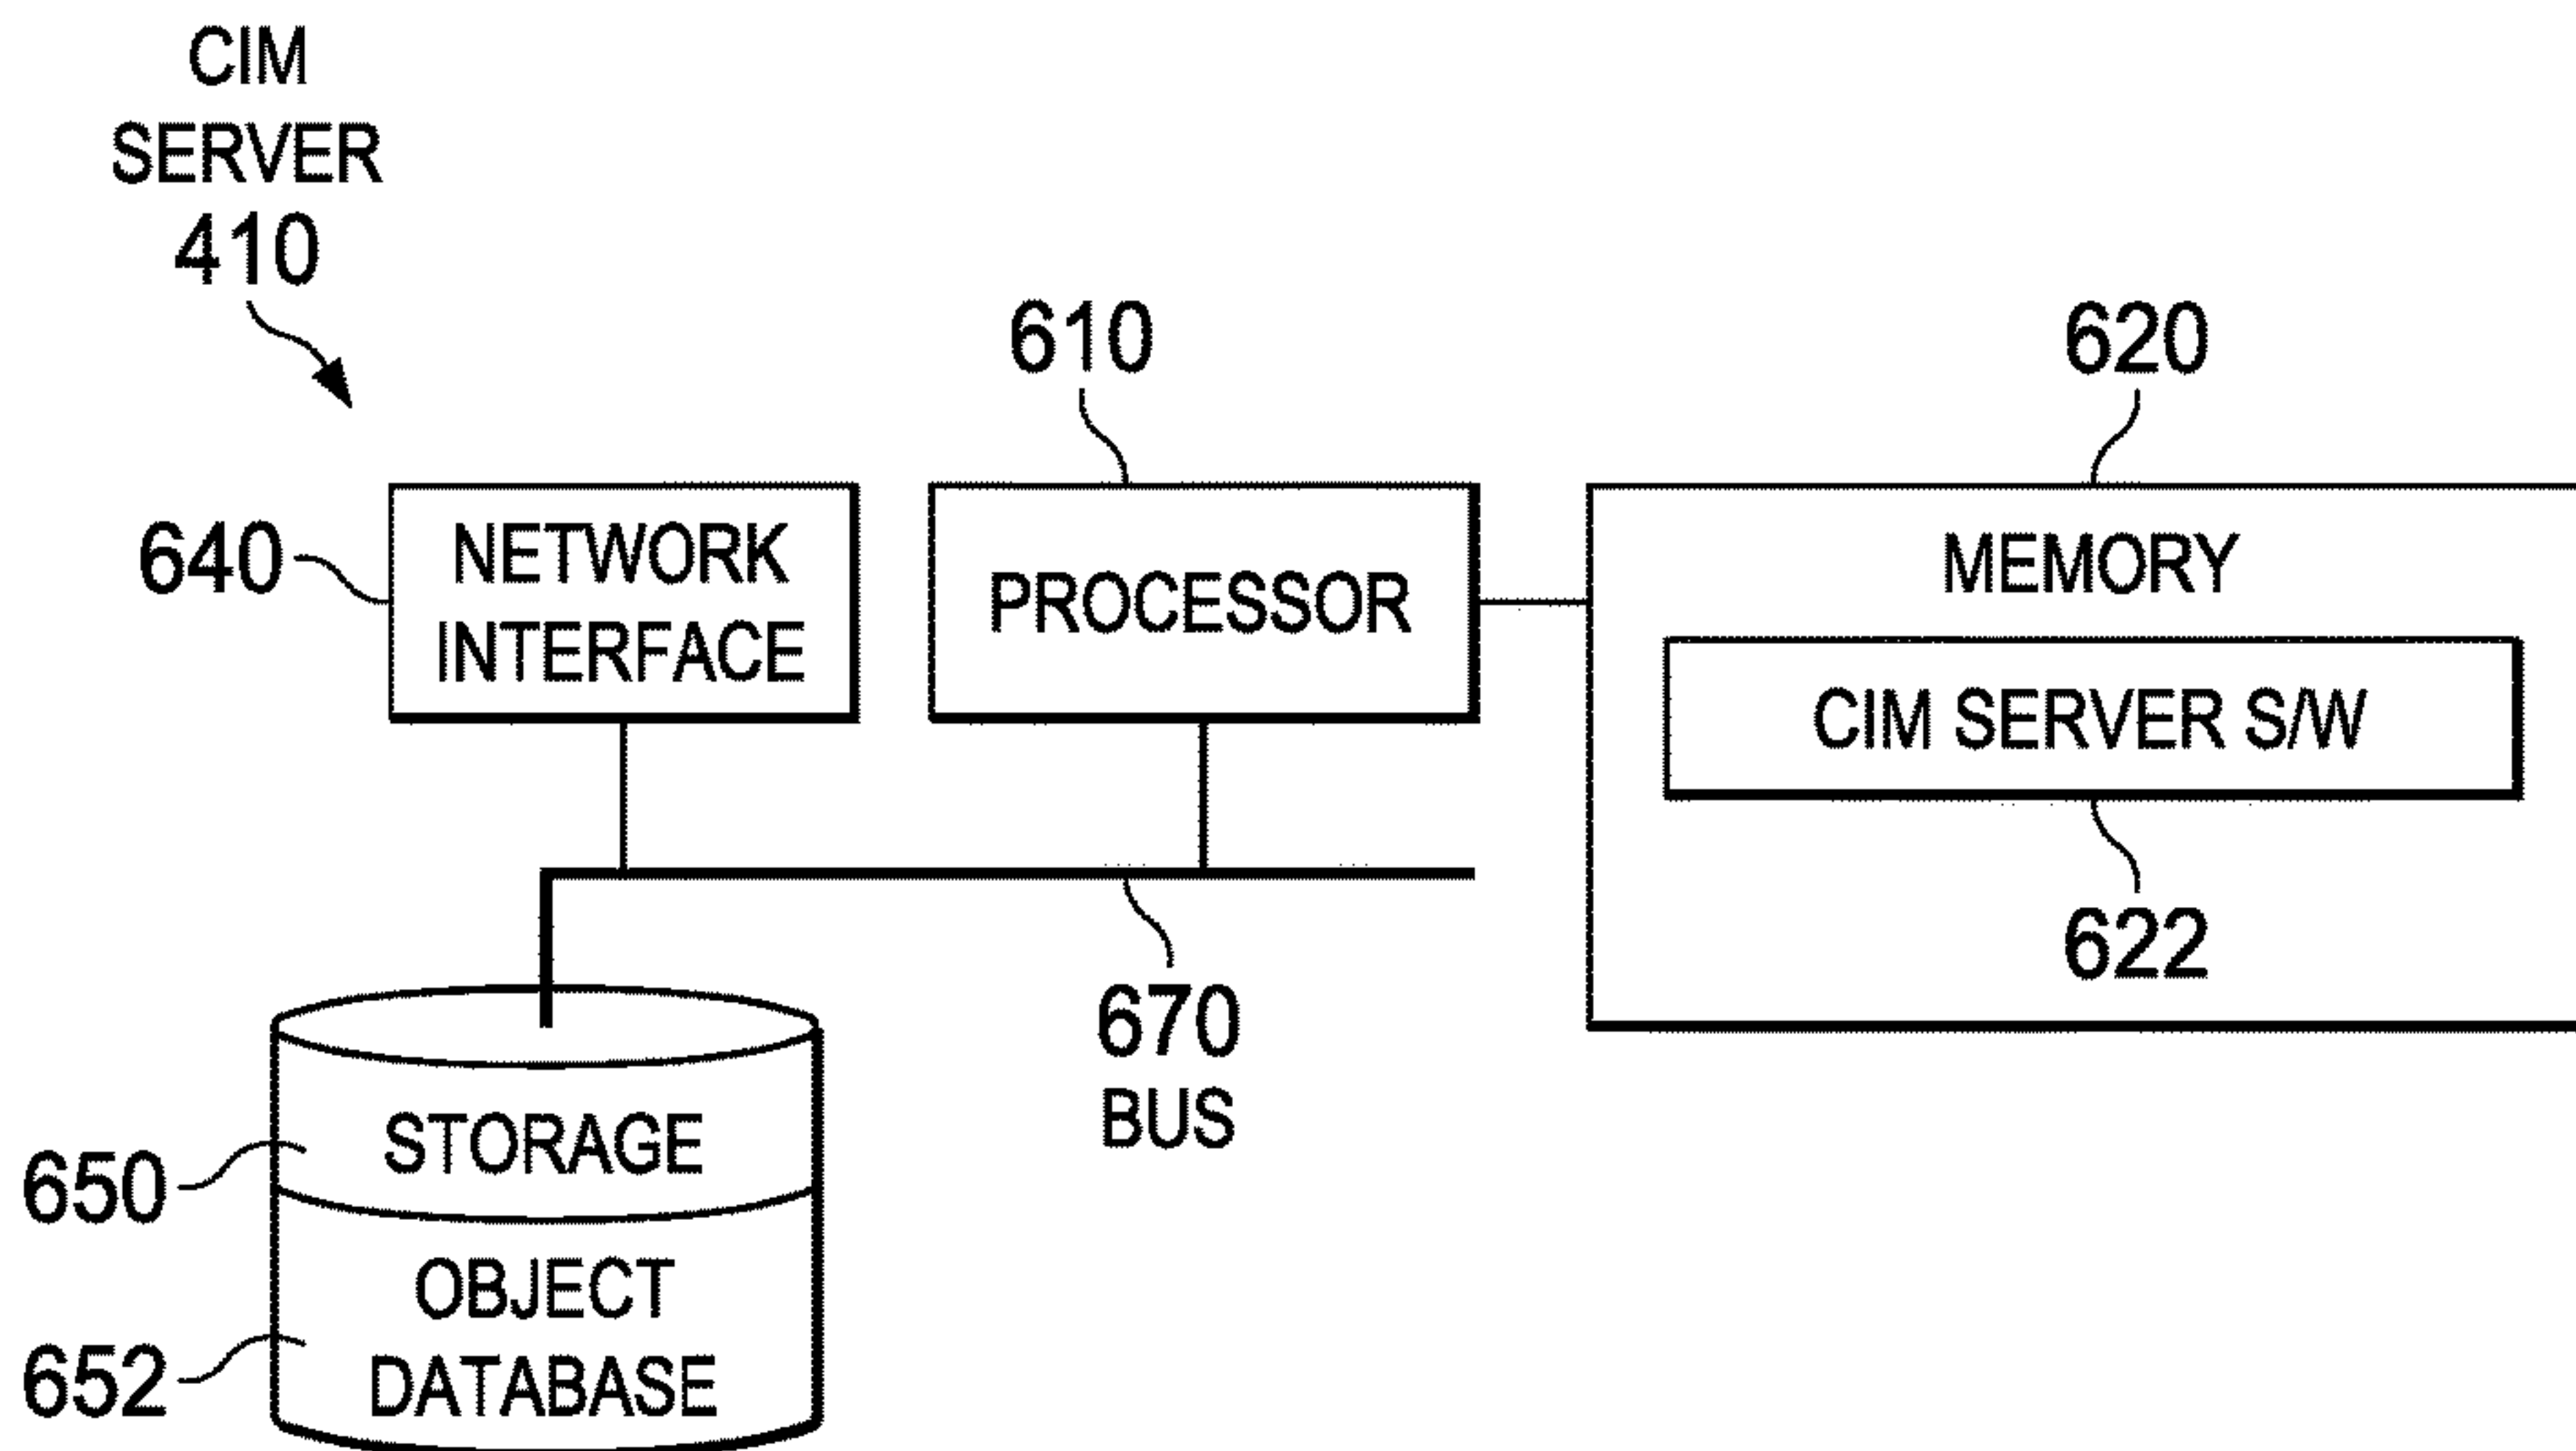 CIM
SERVER
410
610
620
640
NETWORK
INTERFACE
PROCESSOR
MEMORY
CIM SERVER S/W
622
670
BUS
650
STORAGE
652
OBJECT
DATABASE